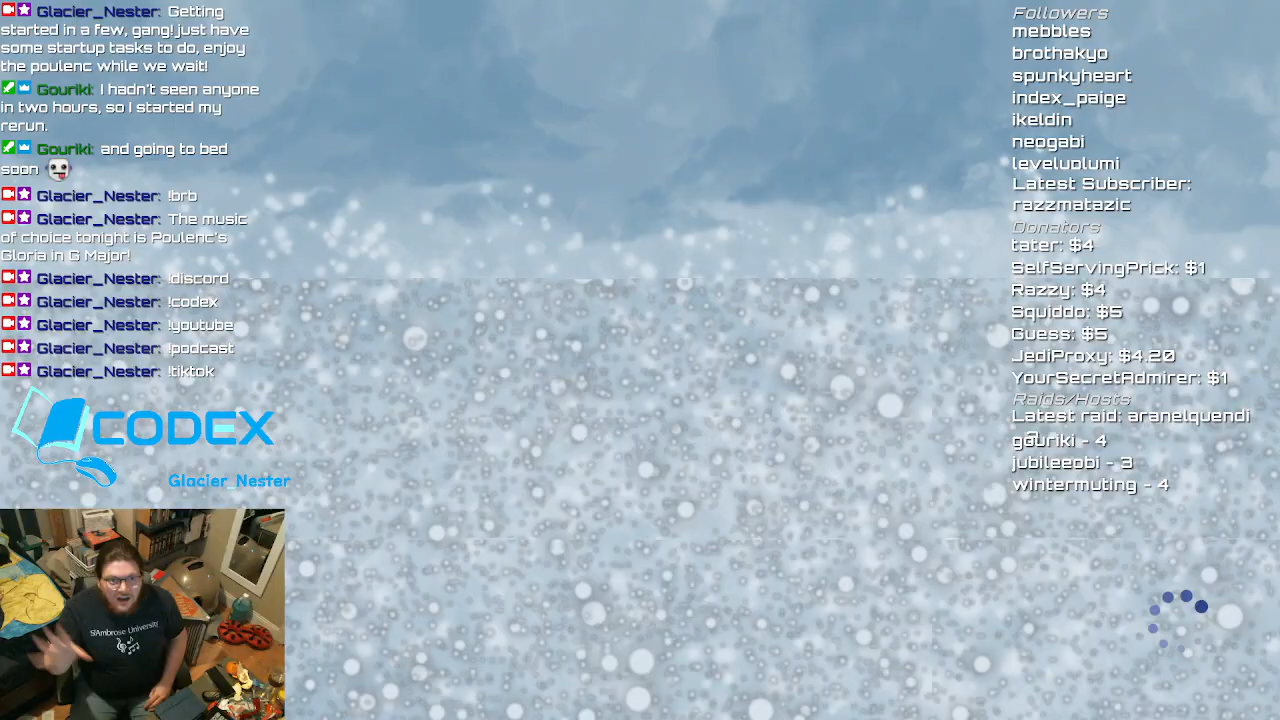 Glacier_Nester: Getting
started in a few, gang! just have
some startup tasks to do, enjoy
the poulenc while we wait!
Gouriki: I hadn't seen anyone
in two hours, so I started my
rerun.
Gouriki: and going to bed
soon
Glacier_Nester: !brb
Glacier_Nester: The music
of choice tonight is Poulenc's
Gloria in G Major!
Glacier_Nester: !discord
Glacier_Nester: !codex
Glacier_Nester: !youtube
Glacier_Nester: !podcast
Glacier_Nester: !tiktok
CODEX
Glacier_Nester
St Ambrose University
Followers
mebbles
brothakyo
spunkyheart
index_paige
ikeldin
neogabi
leveluplumi
Latest Subscriber:
razzmatazic
Donators
tater: $4
SelfServingPrick: $1
Razzy: $4
Squiddo: $5
Guess: $5
JediProxy: $4.20
YourSecretAdmirer: $1
Raids/Hosts
Latest raid: aranelquendi
gouriki - 4
jubileeobi - 3
wintermuting - 4